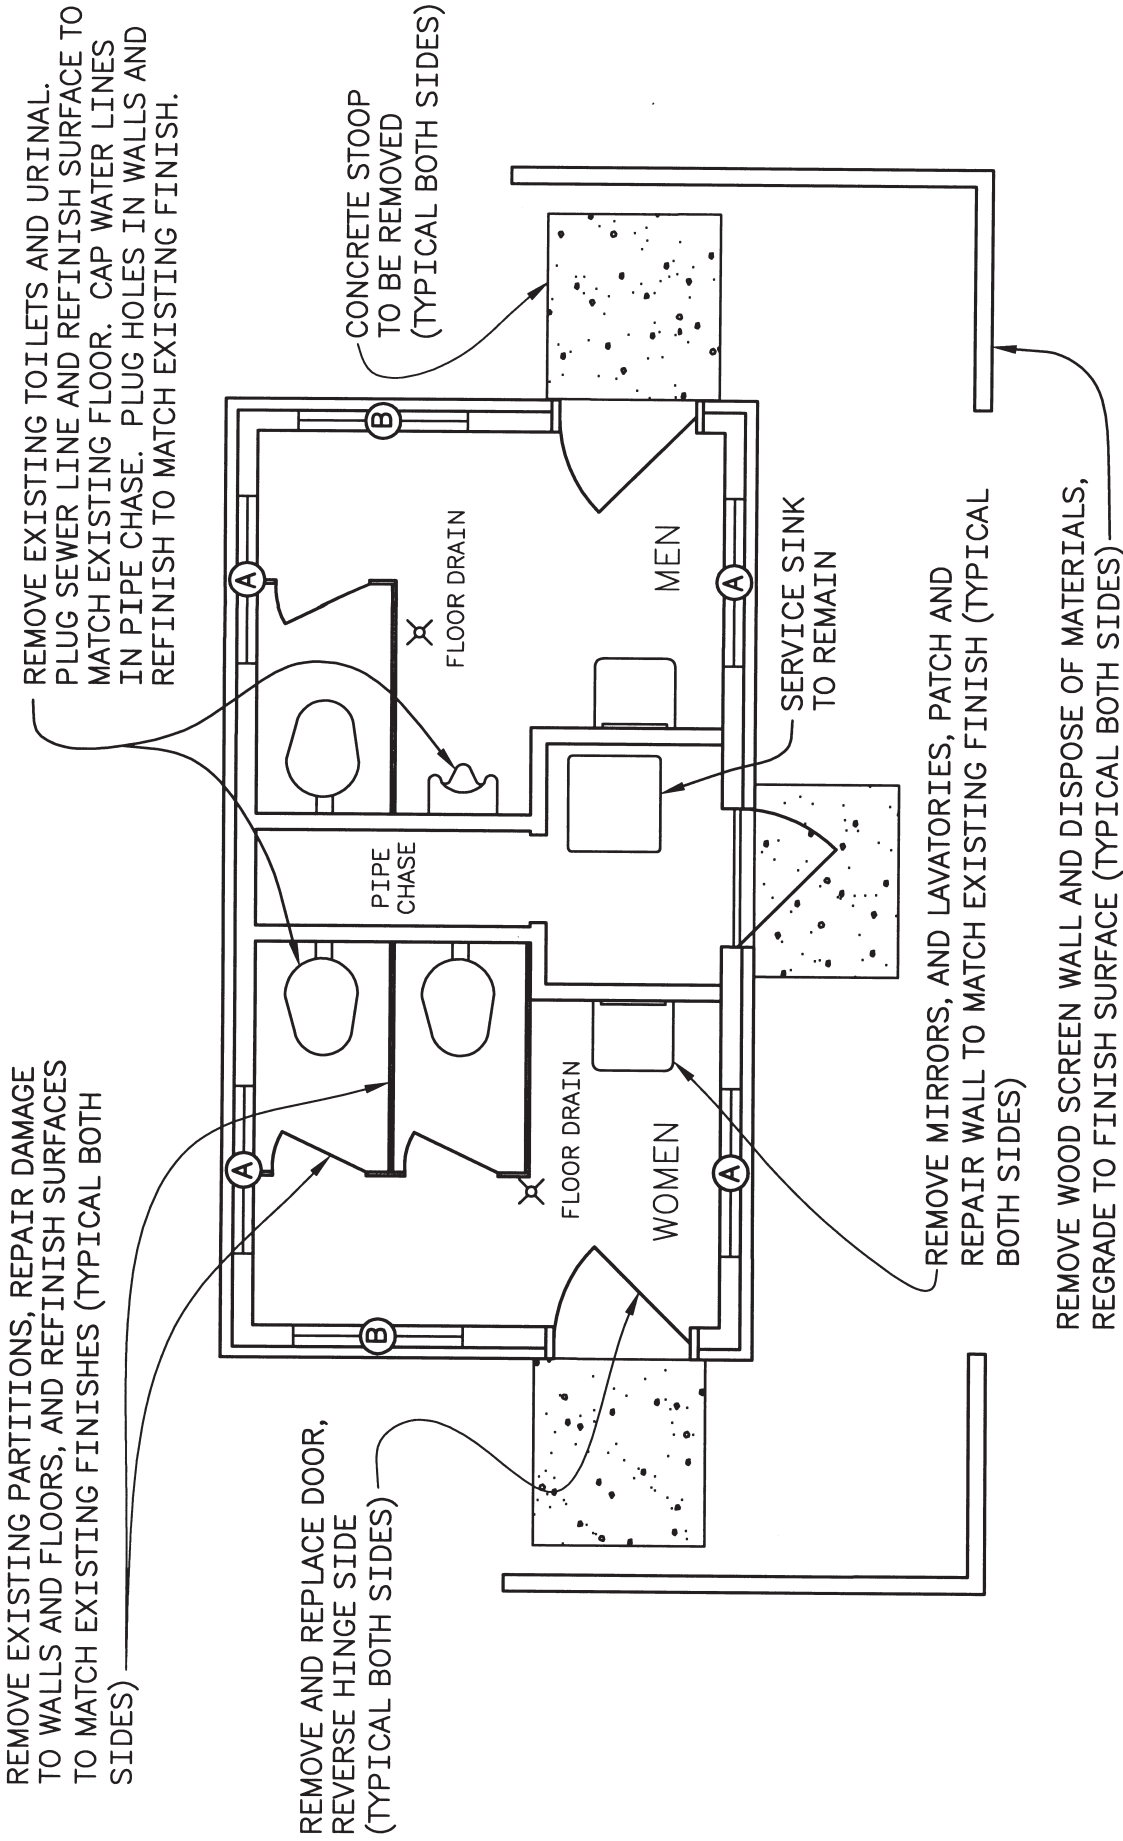 REMOVE EXISTING PARTITIONS, REPAIR DAMAGE
TO WALLS AND FLOORS, AND REFINISH SURFACES
TO MATCH EXISTING FINISHES (TYPICAL BOTH
SIDES)
REMOVE EXISTING TOILETS AND URINAL.
PLUG SEWER LINE AND REFINISH SURFACE TO
MATCH EXISTING FLOOR. CAP WATER LINES
IN PIPE CHASE. PLUG HOLES IN WALLS AND
REFINISH TO MATCH EXISTING FINISH.
REMOVE AND REPLACE DOOR,
REVERSE HINGE SIDE
(TYPICAL BOTH SIDES)
CONCRETE STOOP
TO BE REMOVED
(TYPICAL BOTH SIDES)
A
A
B
B
PIPE
CHASE
FLOOR DRAIN
FLOOR DRAIN
WOMEN
MEN
A
A
SERVICE SINK
TO REMAIN
REMOVE MIRRORS, AND LAVATORIES, PATCH AND
REPAIR WALL TO MATCH EXISTING FINISH (TYPICAL
BOTH SIDES)
REMOVE WOOD SCREEN WALL AND DISPOSE OF MATERIALS,
REGRADE TO FINISH SURFACE (TYPICAL BOTH SIDES)